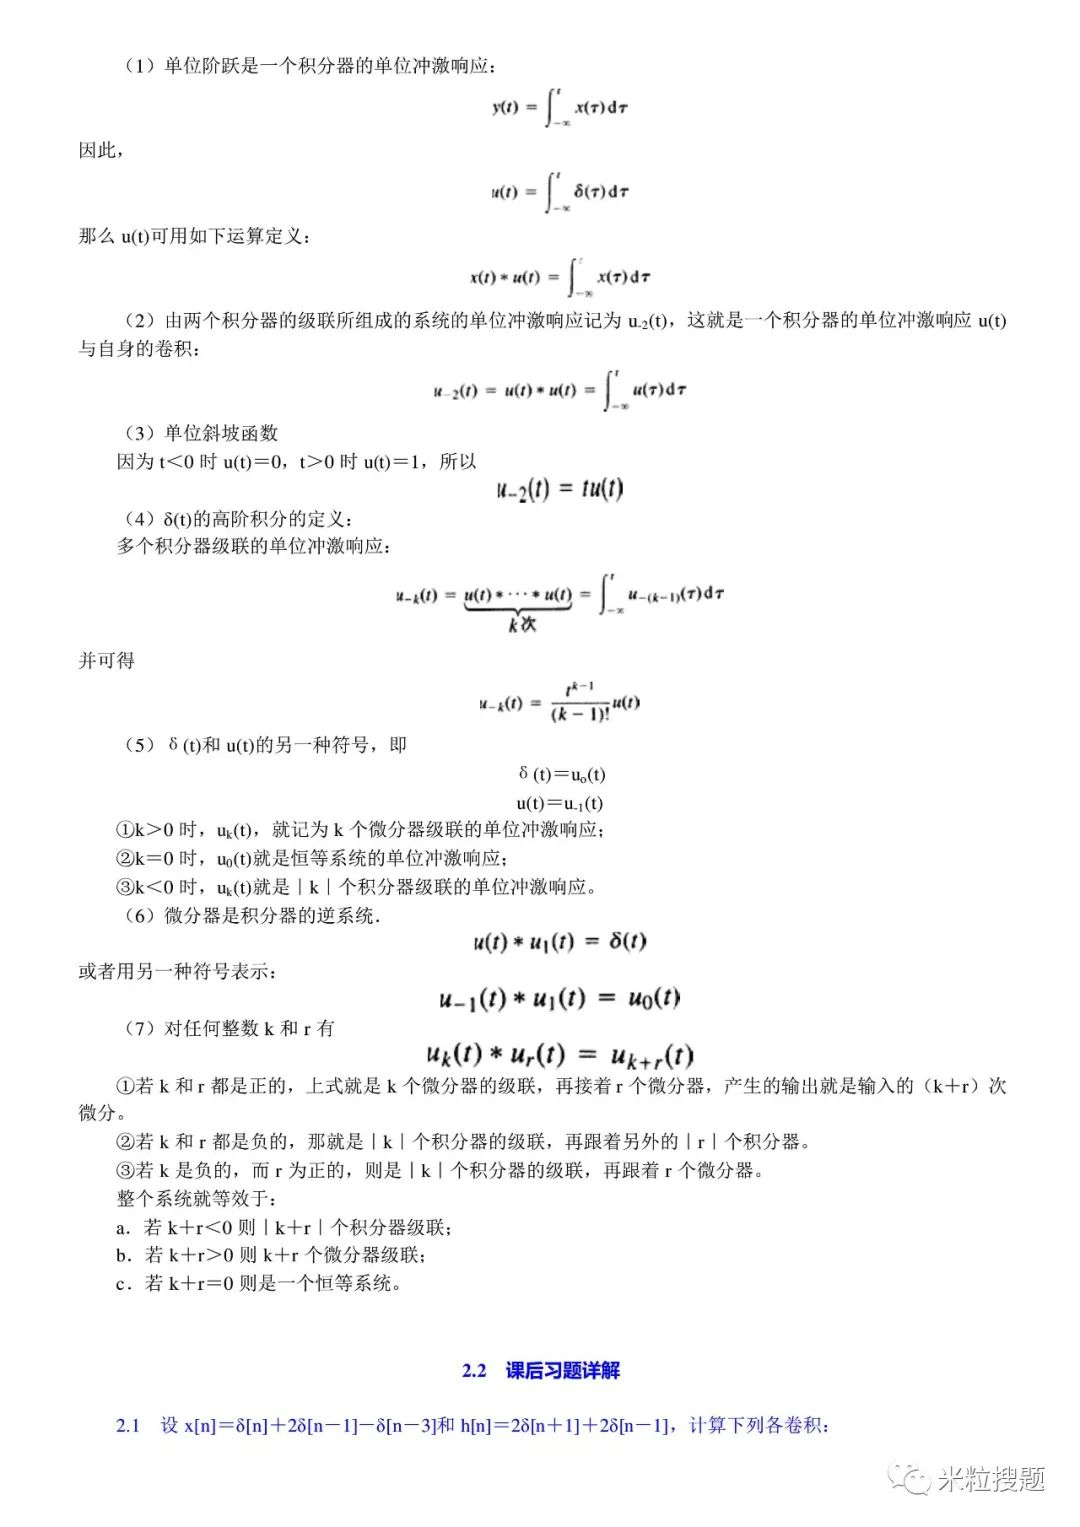 （1）单位阶跃是一个积分器的单位冲激响应：
y(t) = ∫_{-∞}^{t} x(τ)dτ
因此，
u(t) = ∫_{-∞}^{t} δ(τ)dτ
那么 u(t)可用如下运算定义：
x(t) * u(t) = ∫_{-∞}^{t} x(τ)dτ
（2）由两个积分器的级联所组成的系统的单位冲激响应记为 u₋₂(t)，这就是一个积分器的单位冲激响应 u(t)
与自身的卷积：
u₋₂(t) = u(t) * u(t) = ∫_{-∞}^{t} u(τ)dτ
（3）单位斜坡函数
因为 t＜0 时 u(t)＝0，t＞0 时 u(t)＝1，所以
u₋₂(t) = tu(t)
（4）δ(t)的高阶积分的定义：
多个积分器级联的单位冲激响应：
u₋ₖ(t) = u(t) * ··· * u(t) = ∫_{-∞}^{t} u_{-(k-1)}(τ)dτ
k次
并可得
u₋ₖ(t) = t^{k-1}/(k − 1)! u(t)
（5）δ(t)和 u(t)的另一种符号，即
δ(t)＝uₒ(t)
u(t)＝u₋₁(t)
①k＞0 时，uₖ(t)，就记为 k 个微分器级联的单位冲激响应；
②k＝0 时，u₀(t)就是恒等系统的单位冲激响应；
③k＜0 时，uₖ(t)就是｜k｜个积分器级联的单位冲激响应。
（6）微分器是积分器的逆系统．
u(t) * u₁(t) = δ(t)
或者用另一种符号表示：
u₋₁(t) * u₁(t) = u₀(t)
（7）对任何整数 k 和 r 有
uₖ(t) * uᵣ(t) = u_{k+r}(t)
①若 k 和 r 都是正的，上式就是 k 个微分器的级联，再接着 r 个微分器，产生的输出就是输入的（k＋r）次
微分。
②若 k 和 r 都是负的，那就是｜k｜个积分器的级联，再跟着另外的｜r｜个积分器。
③若 k 是负的，而 r 为正的，则是｜k｜个积分器的级联，再跟着 r 个微分器。
整个系统就等效于：
a．若 k＋r＜0 则｜k＋r｜个积分器级联；
b．若 k＋r＞0 则 k＋r 个微分器级联；
c．若 k＋r＝0 则是一个恒等系统。
2.2 课后习题详解
2.1 设 x[n]＝δ[n]＋2δ[n－1]－δ[n－3]和 h[n]＝2δ[n＋1]＋2δ[n－1]，计算下列各卷积：
米粒搜题